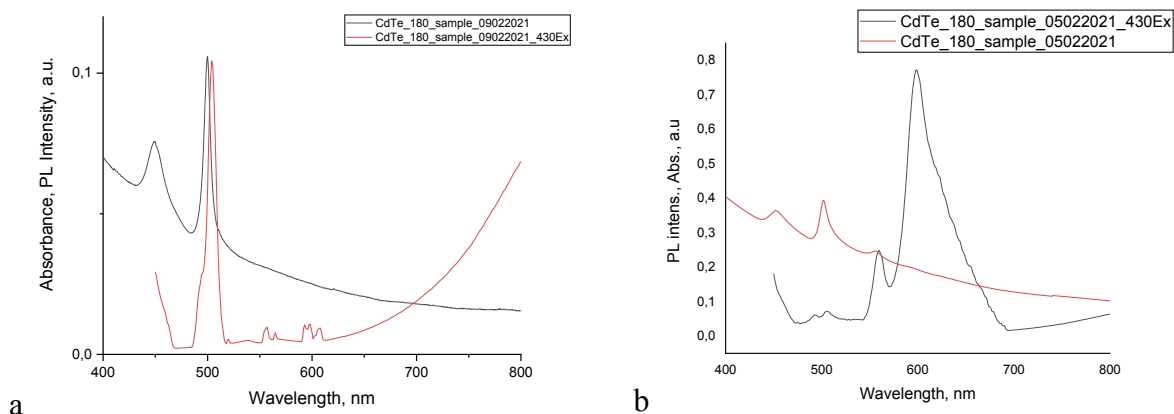 CdTe_180_sample_09022021
CdTe_180_sample_09022021_430Ex
Absorbance, PL Intensity, a.u.
0,1
0,0
400 500 600 700 800
Wavelength, nm
a
CdTe_180_sample_05022021_430Ex
CdTe_180_sample_05022021
PL intens., Abs., a.u
0,8
0,7
0,6
0,5
0,4
0,3
0,2
0,1
0,0
400 500 600 700 800
Wavelength, nm
b